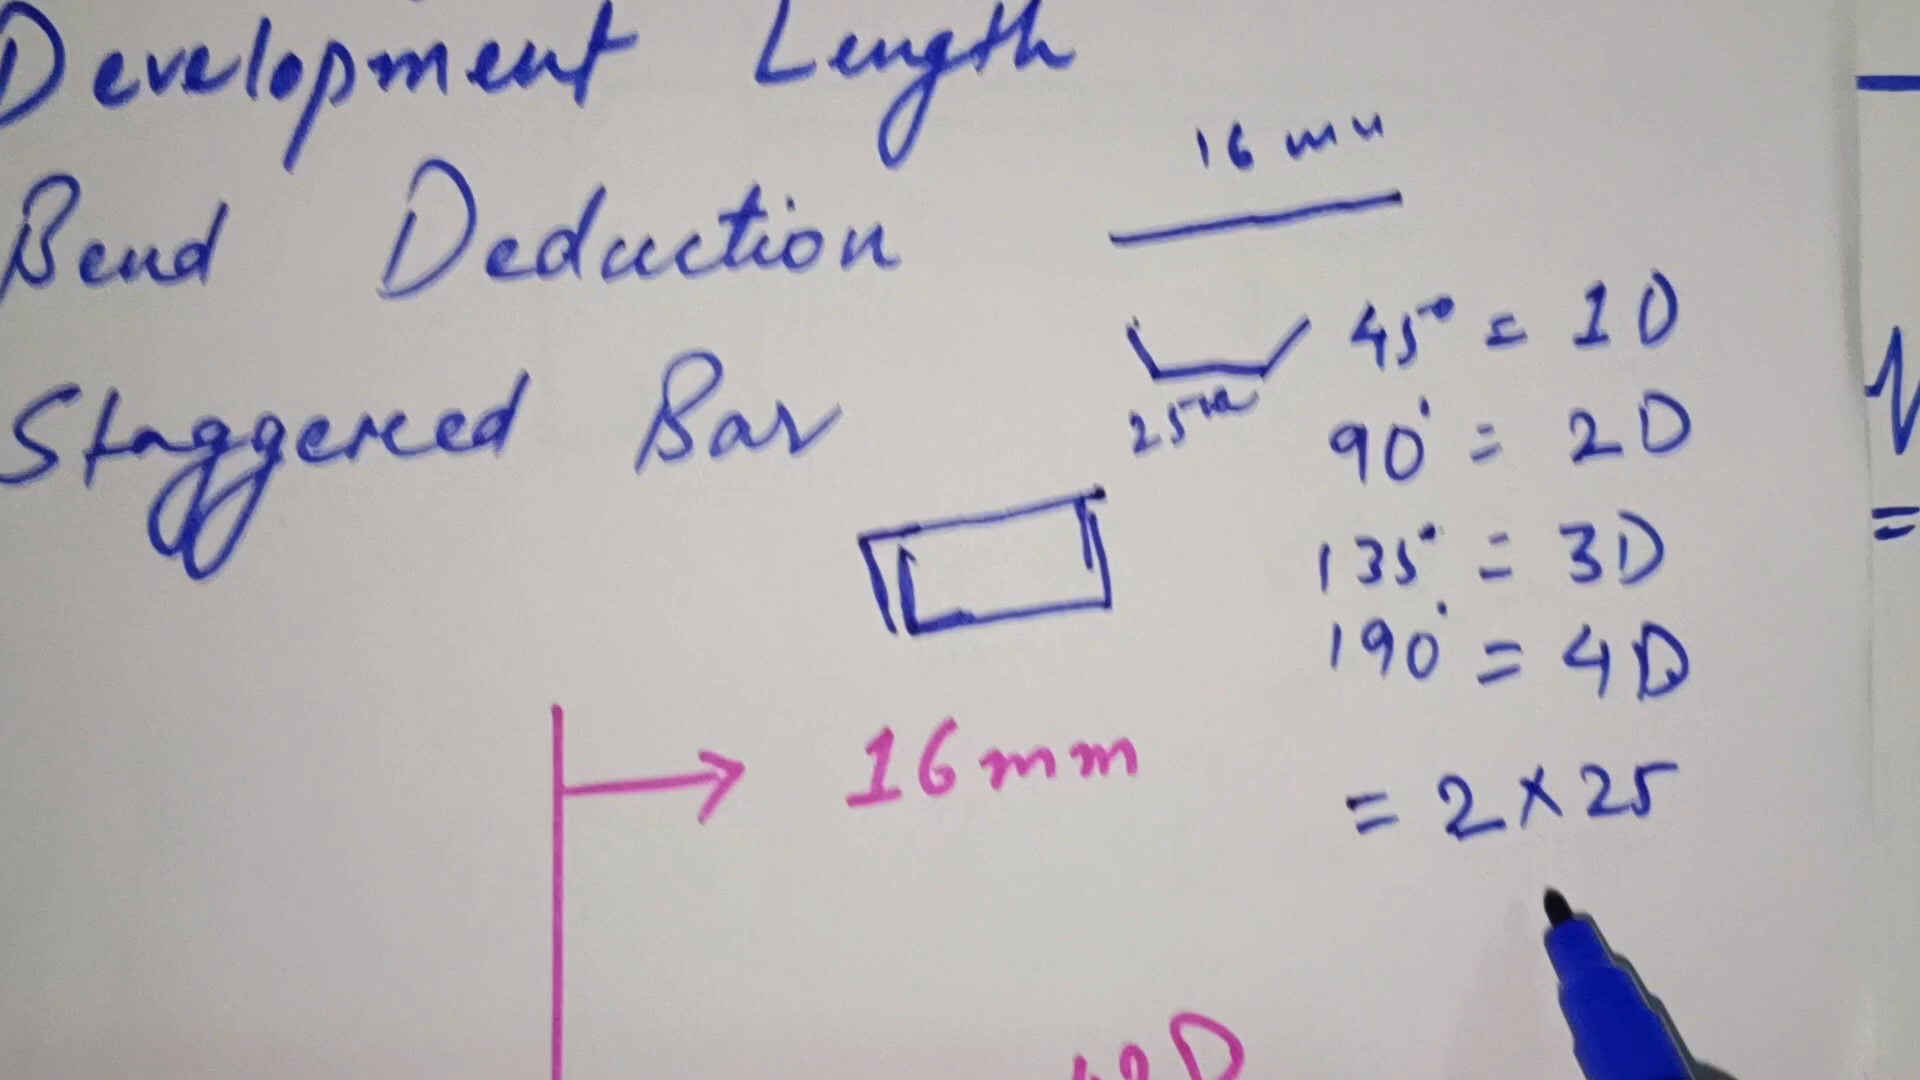 Development Length
16 mm
Bend Deduction
45° = 1D
Staggered Bar
25mm
90° = 2D
135° = 3D
190° = 4D
16mm
= 2 × 25